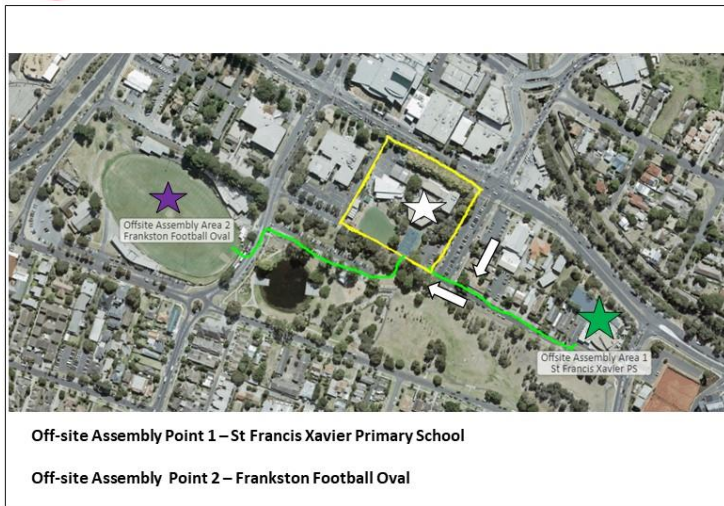 Offsite Assembly Area 2
Frankston Football Oval
Offsite Assembly Area 1
St Francis Xavier PS
Off-site Assembly Point 1 – St Francis Xavier Primary School
Off-site Assembly  Point 2 – Frankston Football Oval